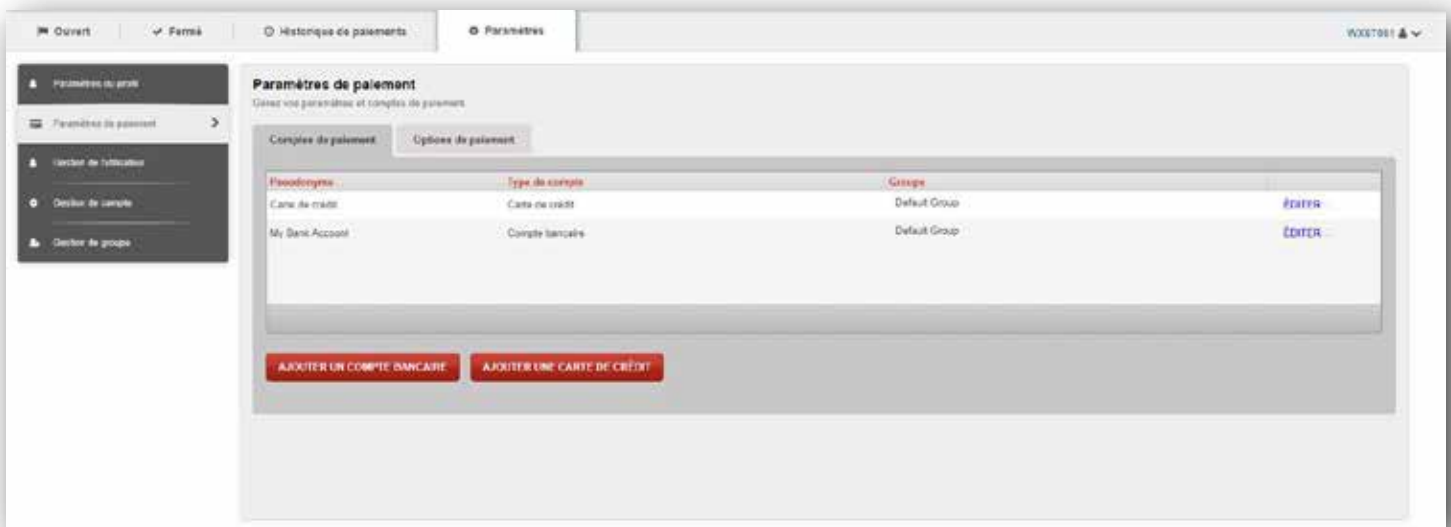 Ouvert
Fermé
Historique de paiements
Paramètres
WX67861
Paramètres du profil
Paramètres de paiement
Gestion de l'utilisateur
Gestion de compte
Gestion de groupe
Paramètres de paiement
Gérez vos paramètres et comptes de paiement
Comptes de paiement
Options de paiement
Pseudonyme Type de compte Groupe
Carte de crédit Carte de crédit Default Group ÉDITER
My Bank Account Compte bancaire Default Group ÉDITER
AJOUTER UN COMPTE BANCAIRE
AJOUTER UNE CARTE DE CRÉDIT